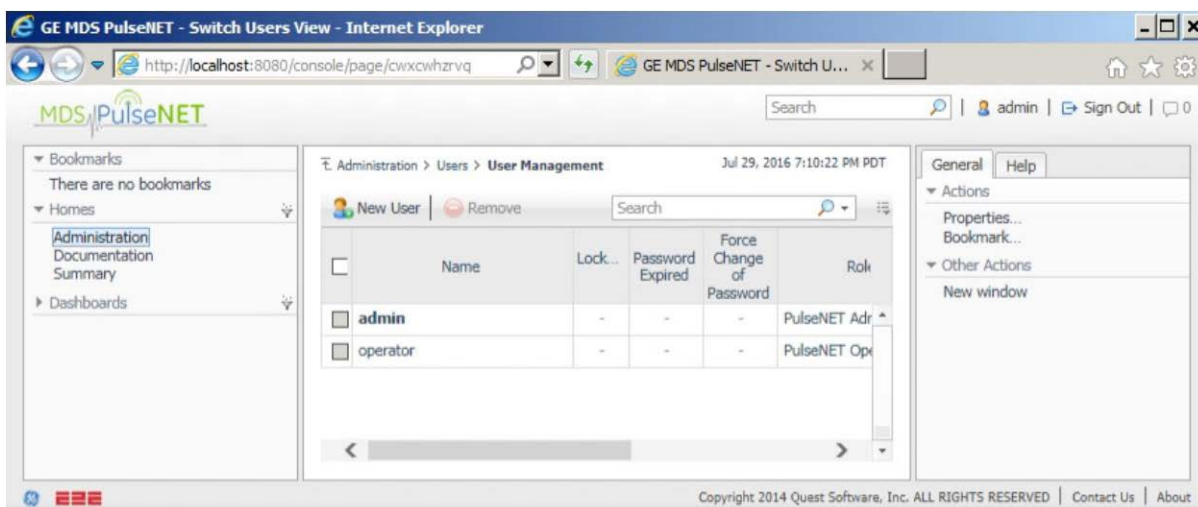 GE MDS PulseNET - Switch Users View - Internet Explorer
http://localhost:8080/console/page/cwxcwhzrvq
GE MDS PulseNET - Switch U...
MDS PulseNET
Search
admin | Sign Out | 0
Bookmarks
There are no bookmarks
Homes
Administration
Documentation
Summary
Dashboards
Administration > Users > User Management
Jul 29, 2016 7:10:22 PM PDT
New User | Remove
Search
Name
Lock...
Password
Expired
Force
Change
of
Password
Role
admin - - - PulseNET Adr
operator - - - PulseNET Ope
General
Help
Actions
Properties...
Bookmark...
Other Actions
New window
Copyright 2014 Quest Software, Inc. ALL RIGHTS RESERVED | Contact Us | About